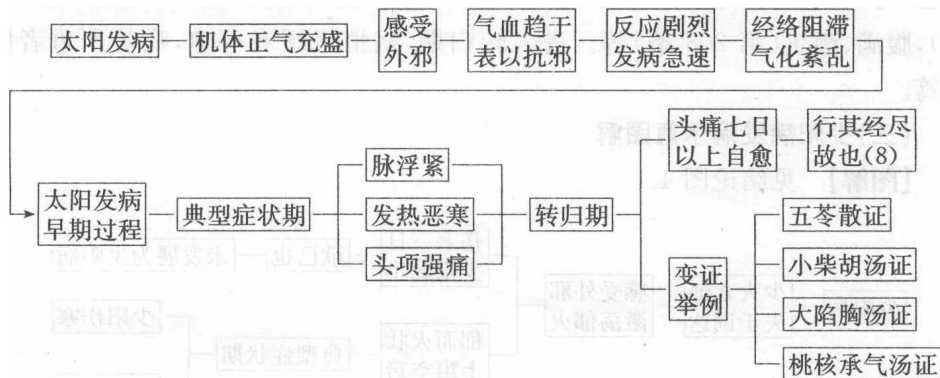 太阳发病
机体正气充盛
感受
外邪
气血趋于
表以抗邪
反应剧烈
发病急速
经络阻滞
气化紊乱
太阳发病
早期过程
典型症状期
脉浮紧
发热恶寒
头项强痛
转归期
头痛七日
以上自愈
行其经尽
故也(8)
变证
举例
五苓散证
小柴胡汤证
大陷胸汤证
桃核承气汤证